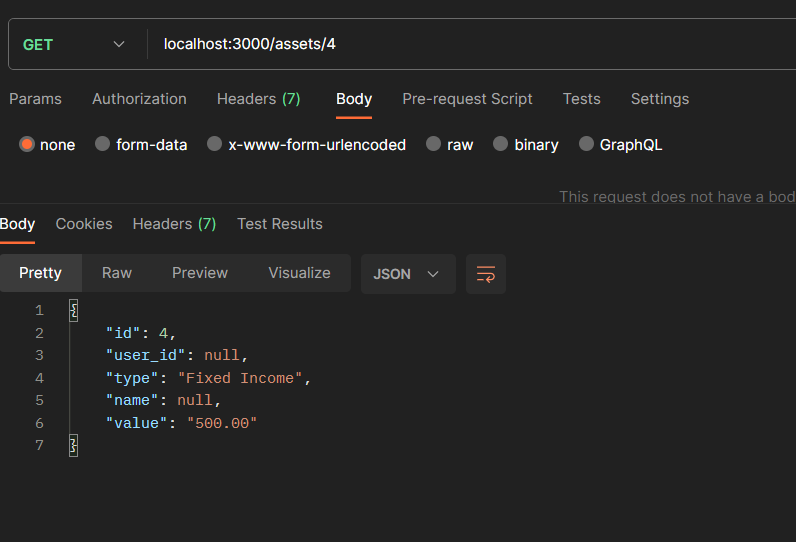 GET localhost:3000/assets/4
Params Authorization Headers (7) Body Pre-request Script Tests Settings
none form-data x-www-form-urlencoded raw binary GraphQL
This request does not have a bod
Body Cookies Headers (7) Test Results
Pretty Raw Preview Visualize JSON
1 {
2 "id": 4,
3 "user_id": null,
4 "type": "Fixed Income",
5 "name": null,
6 "value": "500.00"
7 }